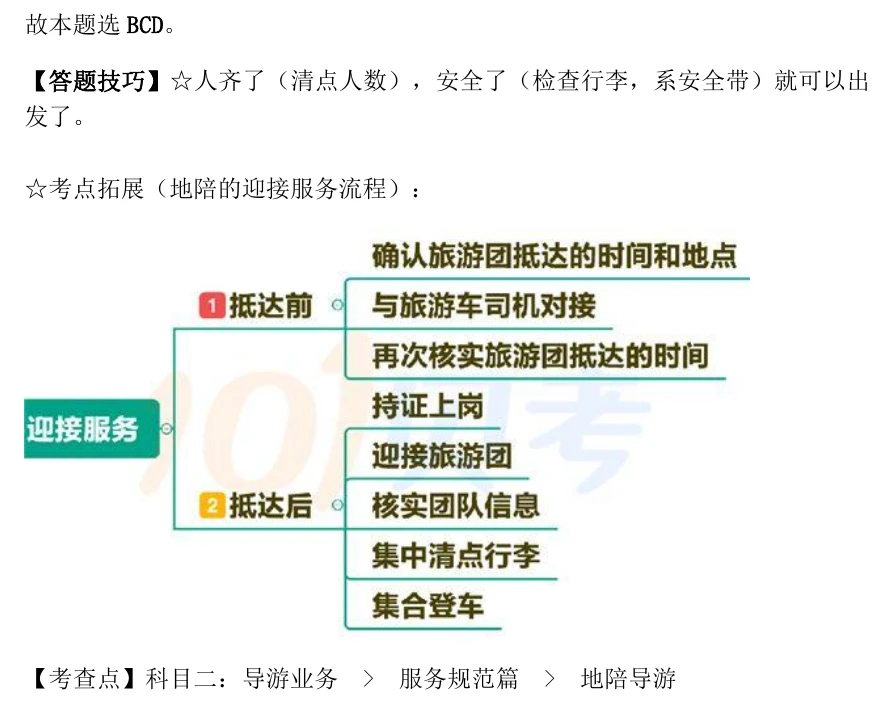 故本题选 BCD。
【答题技巧】☆人齐了（清点人数），安全了（检查行李，系安全带）就可以出
发了。
☆考点拓展（地陪的迎接服务流程）：
迎接服务
1 抵达前
确认旅游团抵达的时间和地点
与旅游车司机对接
再次核实旅游团抵达的时间
2 抵达后
持证上岗
迎接旅游团
核实团队信息
集中清点行李
集合登车
101贝考
【考查点】科目二：导游业务 > 服务规范篇 > 地陪导游